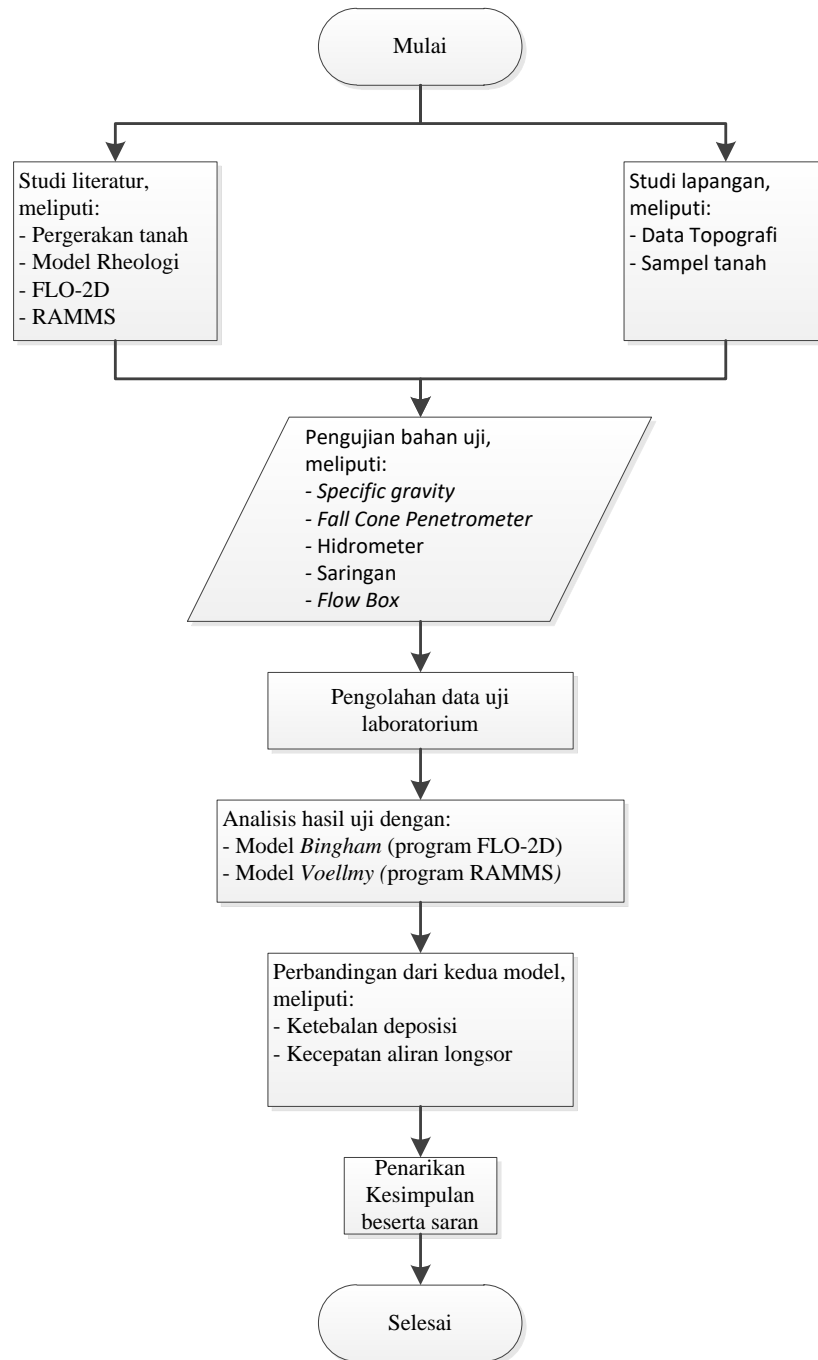 Mulai
Studi literatur,
meliputi:
- Pergerakan tanah
- Model Rheologi
- FLO-2D
- RAMMS
Studi lapangan,
meliputi:
- Data Topografi
- Sampel tanah
Pengujian bahan uji,
meliputi:
- Specific gravity
- Fall Cone Penetrometer
- Hidrometer
- Saringan
- Flow Box
Pengolahan data uji
laboratorium
Analisis hasil uji dengan:
- Model Bingham (program FLO-2D)
- Model Voellmy (program RAMMS)
Perbandingan dari kedua model,
meliputi:
- Ketebalan deposisi
- Kecepatan aliran longsor
Penarikan
Kesimpulan
beserta saran
Selesai